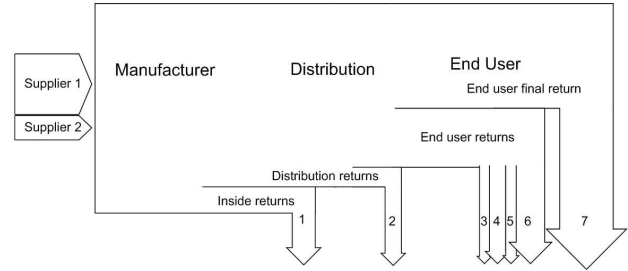 Supplier 1
Supplier 2
Manufacturer
Distribution
End User
End user final return
End user returns
Distribution returns
Inside returns
1
2
3
4
5
6
7